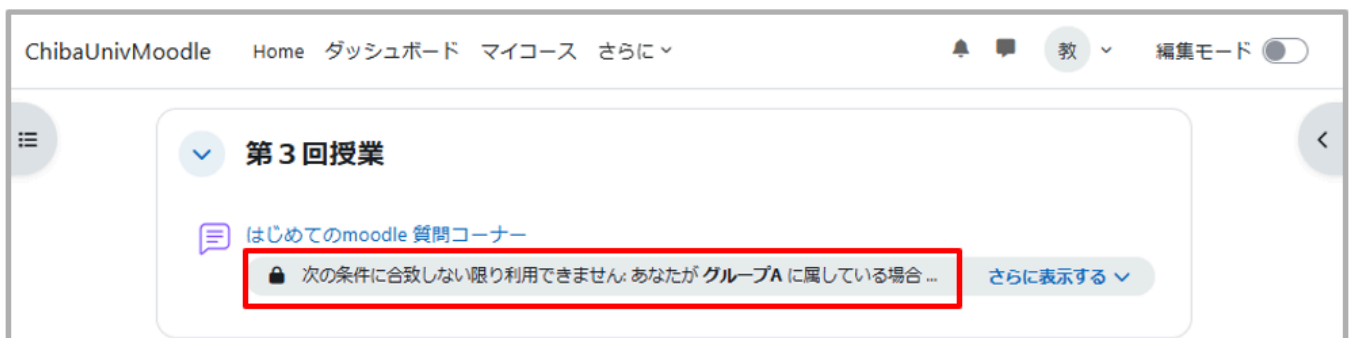 ChibaUnivMoodle Home ダッシュボード マイコース さらに 教 編集モード
第3回授業
はじめてのmoodle 質問コーナー
次の条件に合致しない限り利用できません: あなたが グループA に属している場合 ... さらに表示する